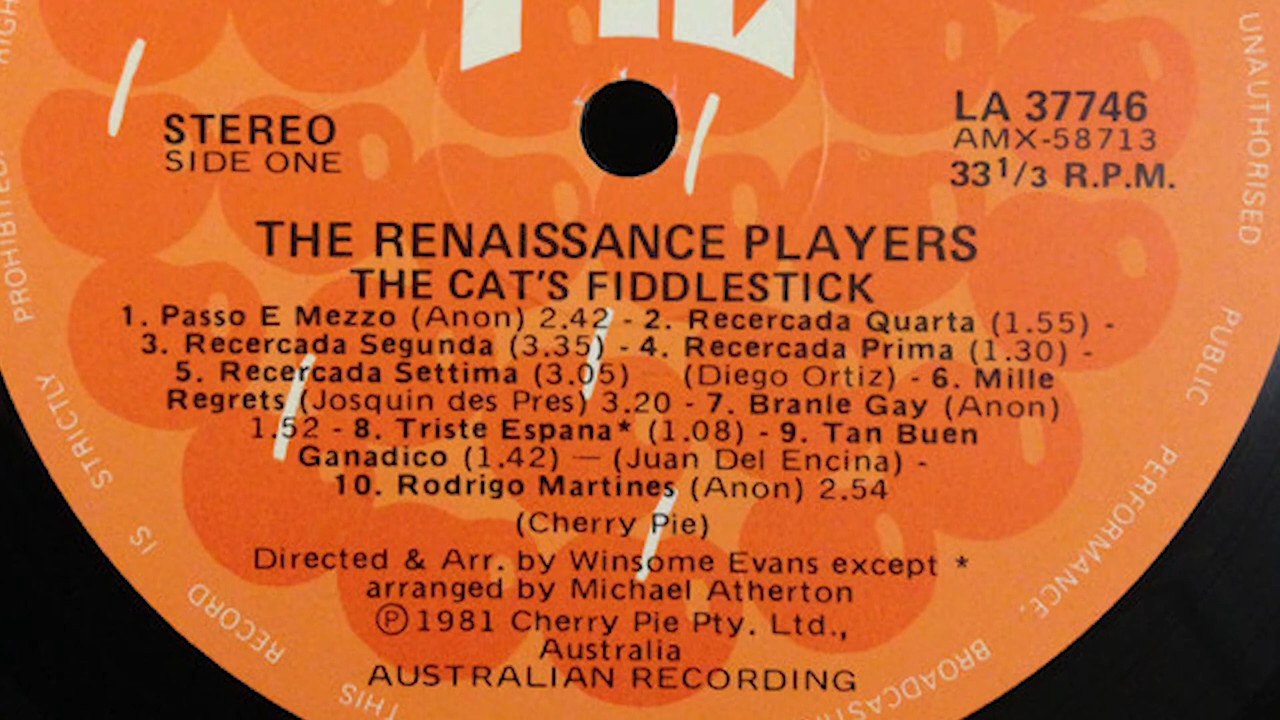 STEREO
SIDE ONE
LA 37746
AMX-58713
33 1/3 R.P.M.
THE RENAISSANCE PLAYERS
THE CAT'S FIDDLESTICK
1. Passo E Mezzo (Anon) 2.42 - 2. Recercada Quarta (1.55) -
3. Recercada Segunda (3.35) - 4. Recercada Prima (1.30) -
5. Recercada Settima (3.05) (Diego Ortiz) - 6. Mille
Regrets (Josquin des Pres) 3.20 - 7. Branle Gay (Anon)
1.52 - 8. Triste Espana* (1.08) - 9. Tan Buen
Ganadico (1.42) — (Juan Del Encina) -
10. Rodrigo Martines (Anon) 2.54
(Cherry Pie)
Directed & Arr. by Winsome Evans except *
arranged by Michael Atherton
Ⓟ1981 Cherry Pie Pty. Ltd.,
Australia
AUSTRALIAN RECORDING
UNAUTHORISED PUBLIC PERFORMANCE. THIS RECORD IS STRICTLY PROHIBITED.